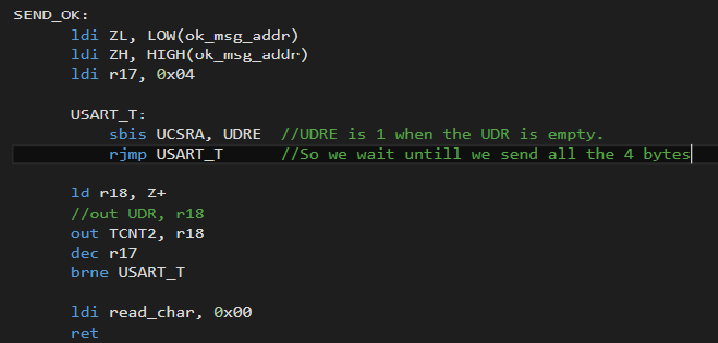 SEND_OK:
ldi ZL, LOW(ok_msg_addr)
ldi ZH, HIGH(ok_msg_addr)
ldi r17, 0x04
USART_T:
sbis UCSRA, UDRE //UDRE is 1 when the UDR is empty.
rjmp USART_T //So we wait untill we send all the 4 bytes
ld r18, Z+
//out UDR, r18
out TCNT2, r18
dec r17
brne USART_T
ldi read_char, 0x00
ret